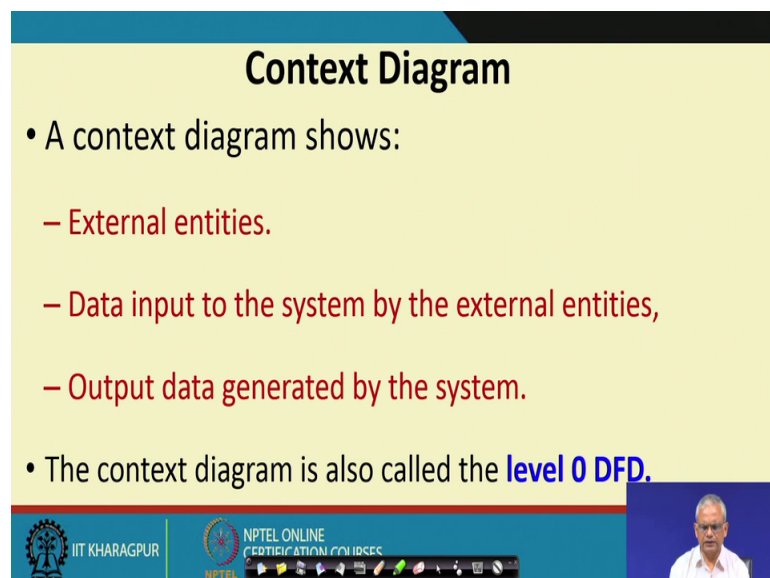 Context Diagram
• A context diagram shows:
– External entities.
– Data input to the system by the external entities,
– Output data generated by the system.
• The context diagram is also called the level 0 DFD.
IIT KHARAGPUR
NPTEL ONLINE
CERTIFICATION COURSES
NPTEL